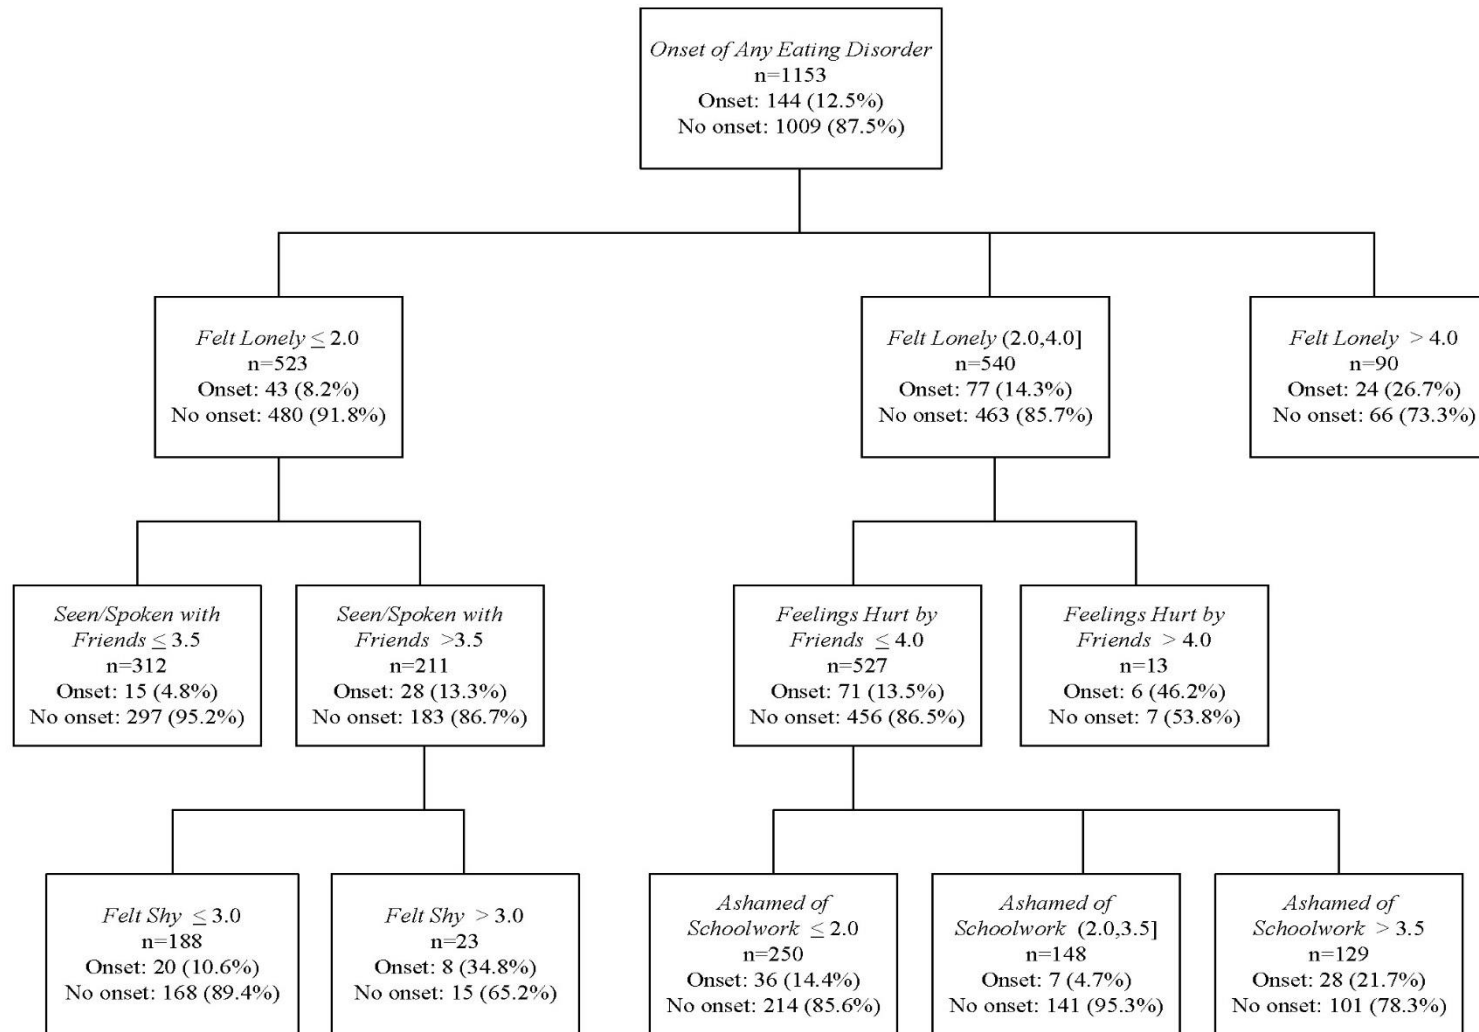 Onset of Any Eating Disorder
n=1153
Onset: 144 (12.5%)
No onset: 1009 (87.5%)
Felt Lonely ≤ 2.0
n=523
Onset: 43 (8.2%)
No onset: 480 (91.8%)
Felt Lonely (2.0,4.0]
n=540
Onset: 77 (14.3%)
No onset: 463 (85.7%)
Felt Lonely > 4.0
n=90
Onset: 24 (26.7%)
No onset: 66 (73.3%)
Seen/Spoken with
Friends ≤ 3.5
n=312
Onset: 15 (4.8%)
No onset: 297 (95.2%)
Seen/Spoken with
Friends >3.5
n=211
Onset: 28 (13.3%)
No onset: 183 (86.7%)
Feelings Hurt by
Friends ≤ 4.0
n=527
Onset: 71 (13.5%)
No onset: 456 (86.5%)
Feelings Hurt by
Friends > 4.0
n=13
Onset: 6 (46.2%)
No onset: 7 (53.8%)
Felt Shy ≤ 3.0
n=188
Onset: 20 (10.6%)
No onset: 168 (89.4%)
Felt Shy > 3.0
n=23
Onset: 8 (34.8%)
No onset: 15 (65.2%)
Ashamed of
Schoolwork ≤ 2.0
n=250
Onset: 36 (14.4%)
No onset: 214 (85.6%)
Ashamed of
Schoolwork (2.0,3.5]
n=148
Onset: 7 (4.7%)
No onset: 141 (95.3%)
Ashamed of
Schoolwork > 3.5
n=129
Onset: 28 (21.7%)
No onset: 101 (78.3%)